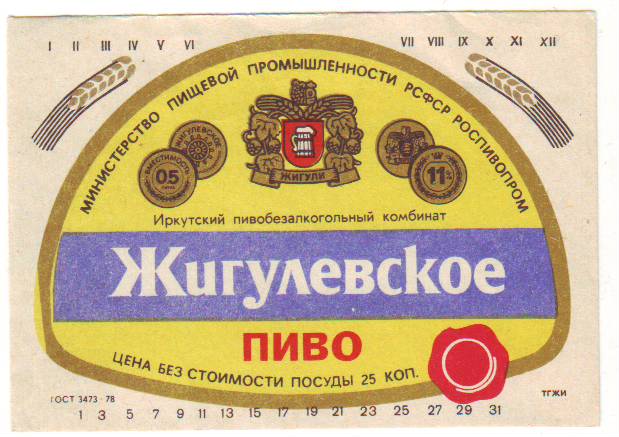 I II III IV V VI VII VIII IX X XI XII
МИНИСТЕРСТВО ПИЩЕВОЙ ПРОМЫШЛЕННОСТИ РСФСР РОСПИВОПРОМ
ЖИГУЛЕВСКОЕ
ВМЕСТИМОСТЬ
05
ЖИГУЛИ
11
Иркутский пивобезалкогольный комбинат
Жигулевское
ПИВО
ЦЕНА БЕЗ СТОИМОСТИ ПОСУДЫ 25 КОП.
ГОСТ 3473-78
ТГЖИ
1 3 5 7 9 11 13 15 17 19 21 23 25 27 29 31